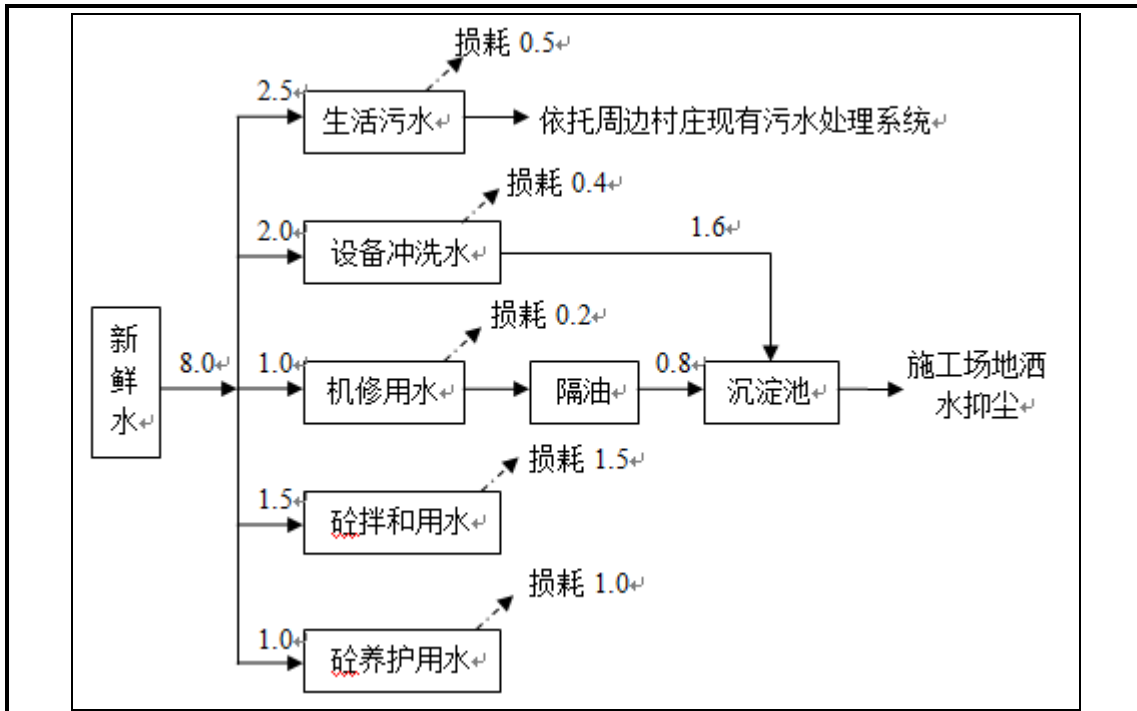 损耗 0.5
2.5
生活污水
依托周边村庄现有污水处理系统
损耗 0.4
2.0
设备冲洗水
1.6
损耗 0.2
新
鲜
水
8.0
1.0
机修用水
隔油
0.8
沉淀池
施工场地洒
水抑尘
损耗 1.5
1.5
砼拌和用水
损耗 1.0
1.0
砼养护用水